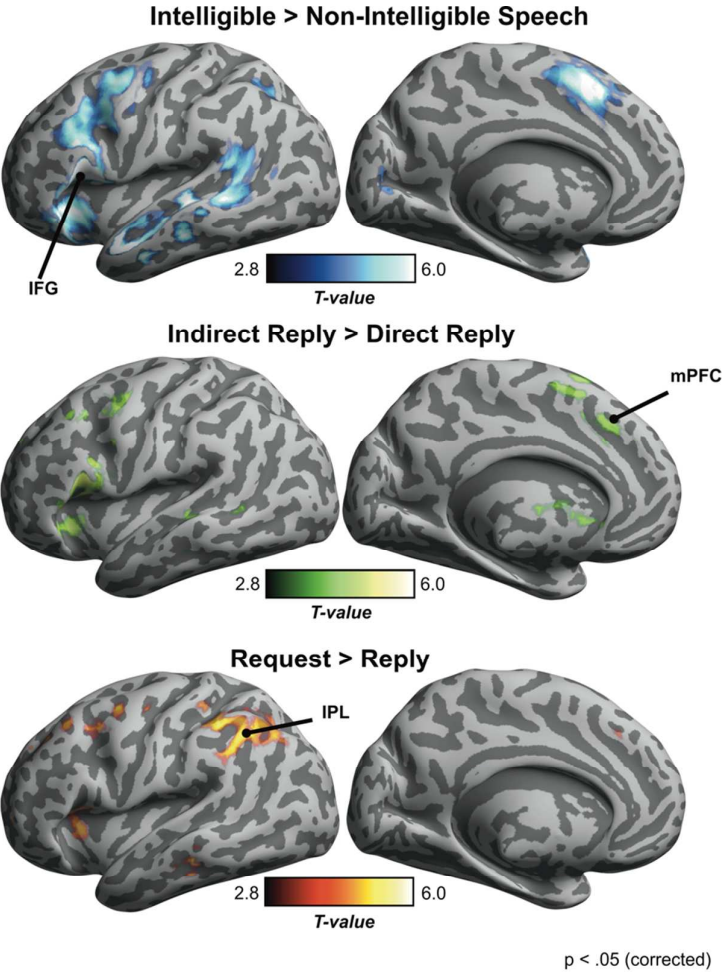 Intelligible > Non-Intelligible Speech
IFG
2.8 6.0
T-value
Indirect Reply > Direct Reply
mPFC
2.8 6.0
T-value
Request > Reply
IPL
2.8 6.0
T-value
p < .05 (corrected)